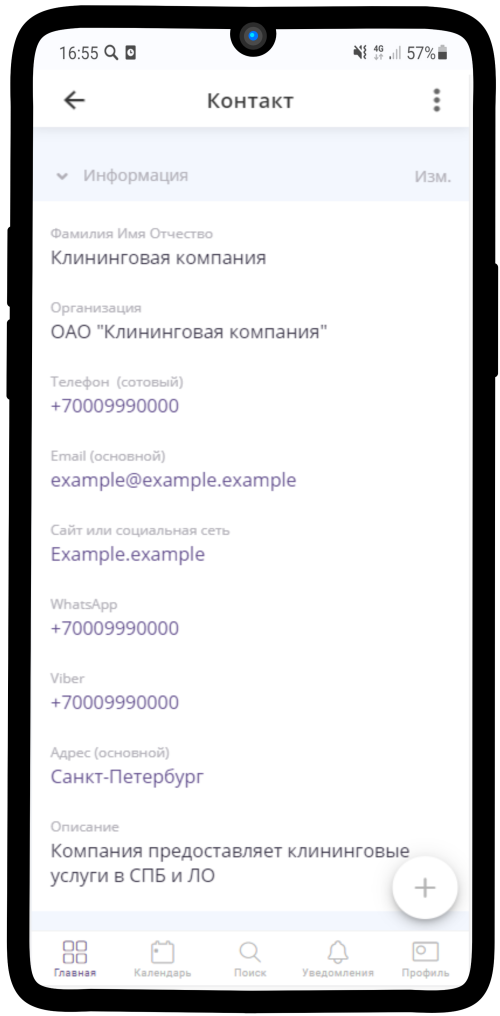 16:55 4G 57%
Контакт
Информация Изм.
Фамилия Имя Отчество
Клининговая компания
Организация
ОАО "Клининговая компания"
Телефон (сотовый)
+70009990000
Email (основной)
example@example.example
Сайт или социальная сеть
Example.example
WhatsApp
+70009990000
Viber
+70009990000
Адрес (основной)
Санкт-Петербург
Описание
Компания предоставляет клининговые
услуги в СПБ и ЛО
Главная Календарь Поиск Уведомления Профиль